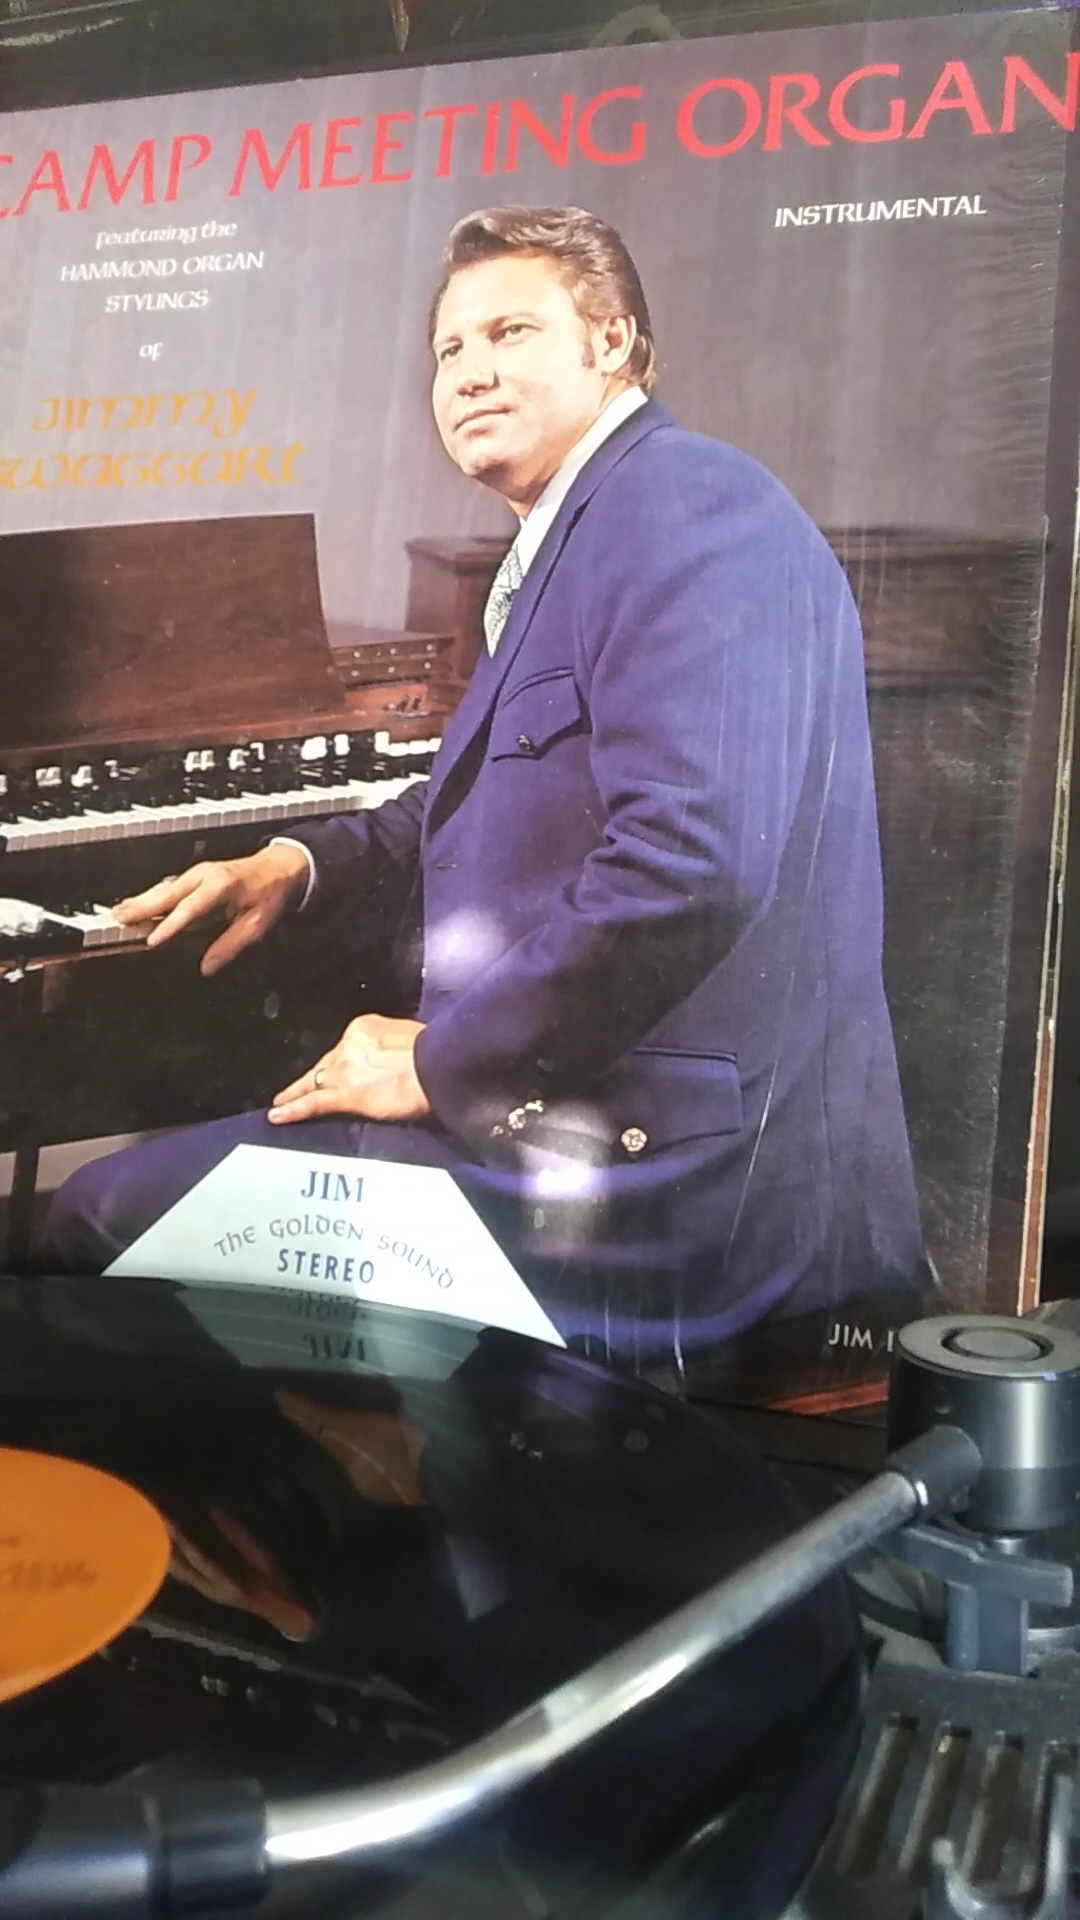 CAMP MEETING ORGAN
INSTRUMENTAL
featuring the
HAMMOND ORGAN
STYLINGS
of
Jimmy
Swaggart
JIM
THE GOLDEN SOUND
STEREO
JIM